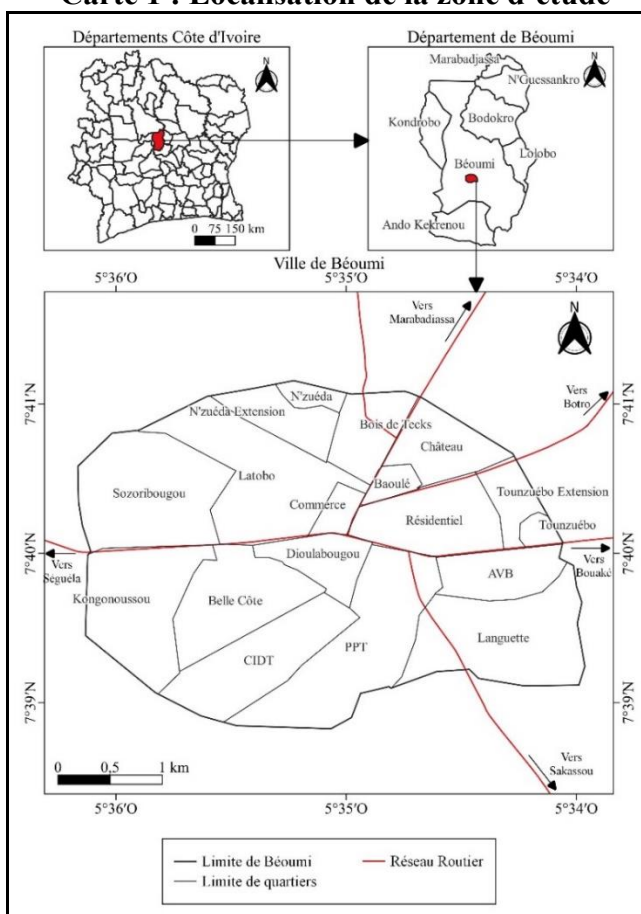 Carte 1 : Localisation de la zone d'étude
Départements Côte d'Ivoire
N
0 75 150 km
Département de Béoumi
Marabadjassa
N
N'Guessankro
Kondrobo
Bodokro
Lolobo
Béoumi
Ando Kekrenou
Ville de Béoumi
5°36'O
5°35'O
5°34'O
Vers
Marabadiassa
N
Vers
Botro
7°41'N
7°41'N
N'zuéda
N'zuéda Extension
Bois de Tecks
Château
Latobo
Baoulé
Sozoribougou
Commerce
Tounzuébo Extension
Résidentiel
Tounzuébo
7°40'N
7°40'N
Dioulabougou
Vers
Séguéla
Vers
Bouaké
AVB
Kongonoussou
Belle Côte
Languette
PPT
CIDT
7°39'N
7°39'N
0 0,5 1 km
Vers
Sakassou
5°36'O
5°35'O
5°34'O
Limite de Béoumi
Réseau Routier
Limite de quartiers